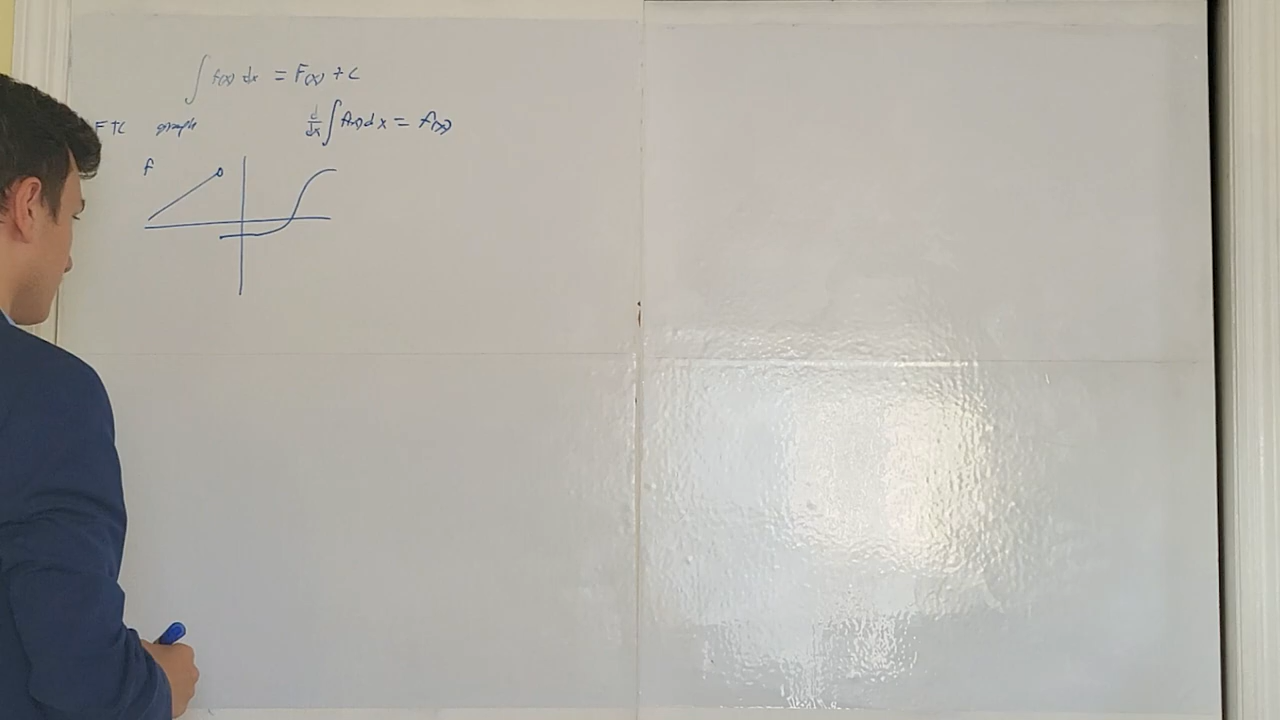 ∫ f(x) dx = F(x) + C
FTC graph d/dx ∫ f(x) dx = f(x)
f